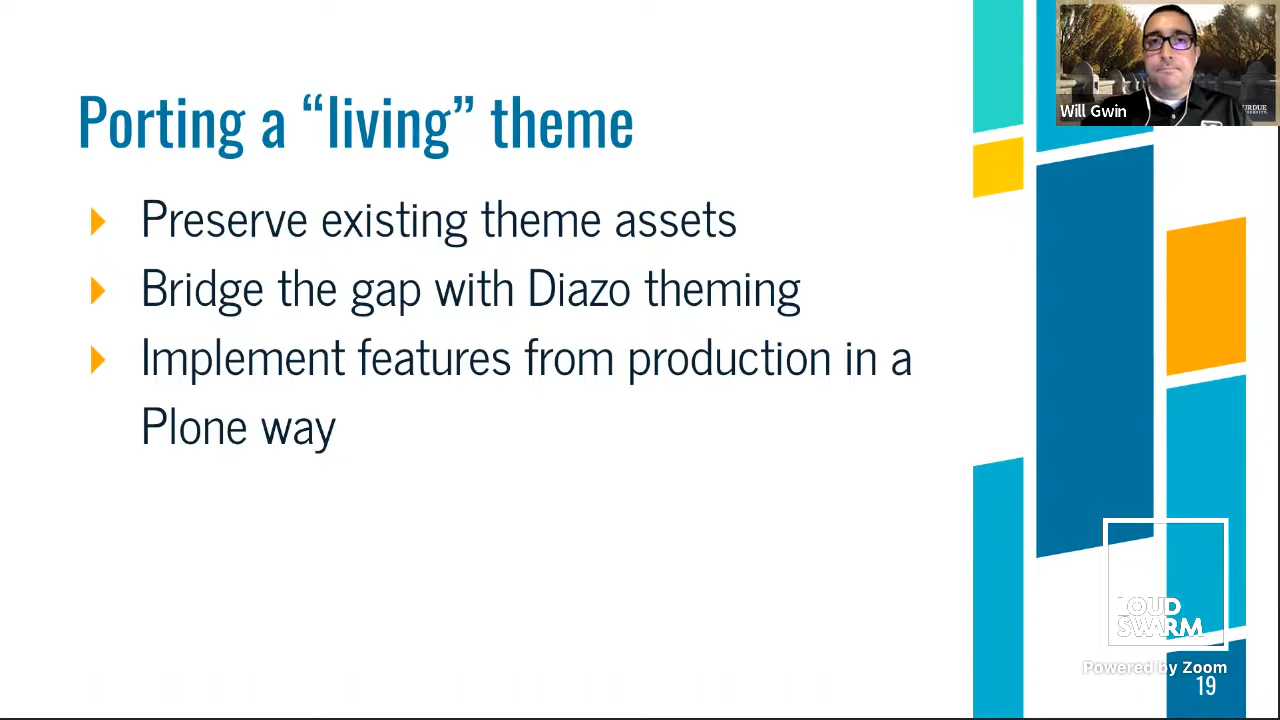 Porting a “living” theme
Preserve existing theme assets
Bridge the gap with Diazo theming
Implement features from production in a
Plone way
Will Gwin
LOUD
SWARM
Powered by Zoom
19